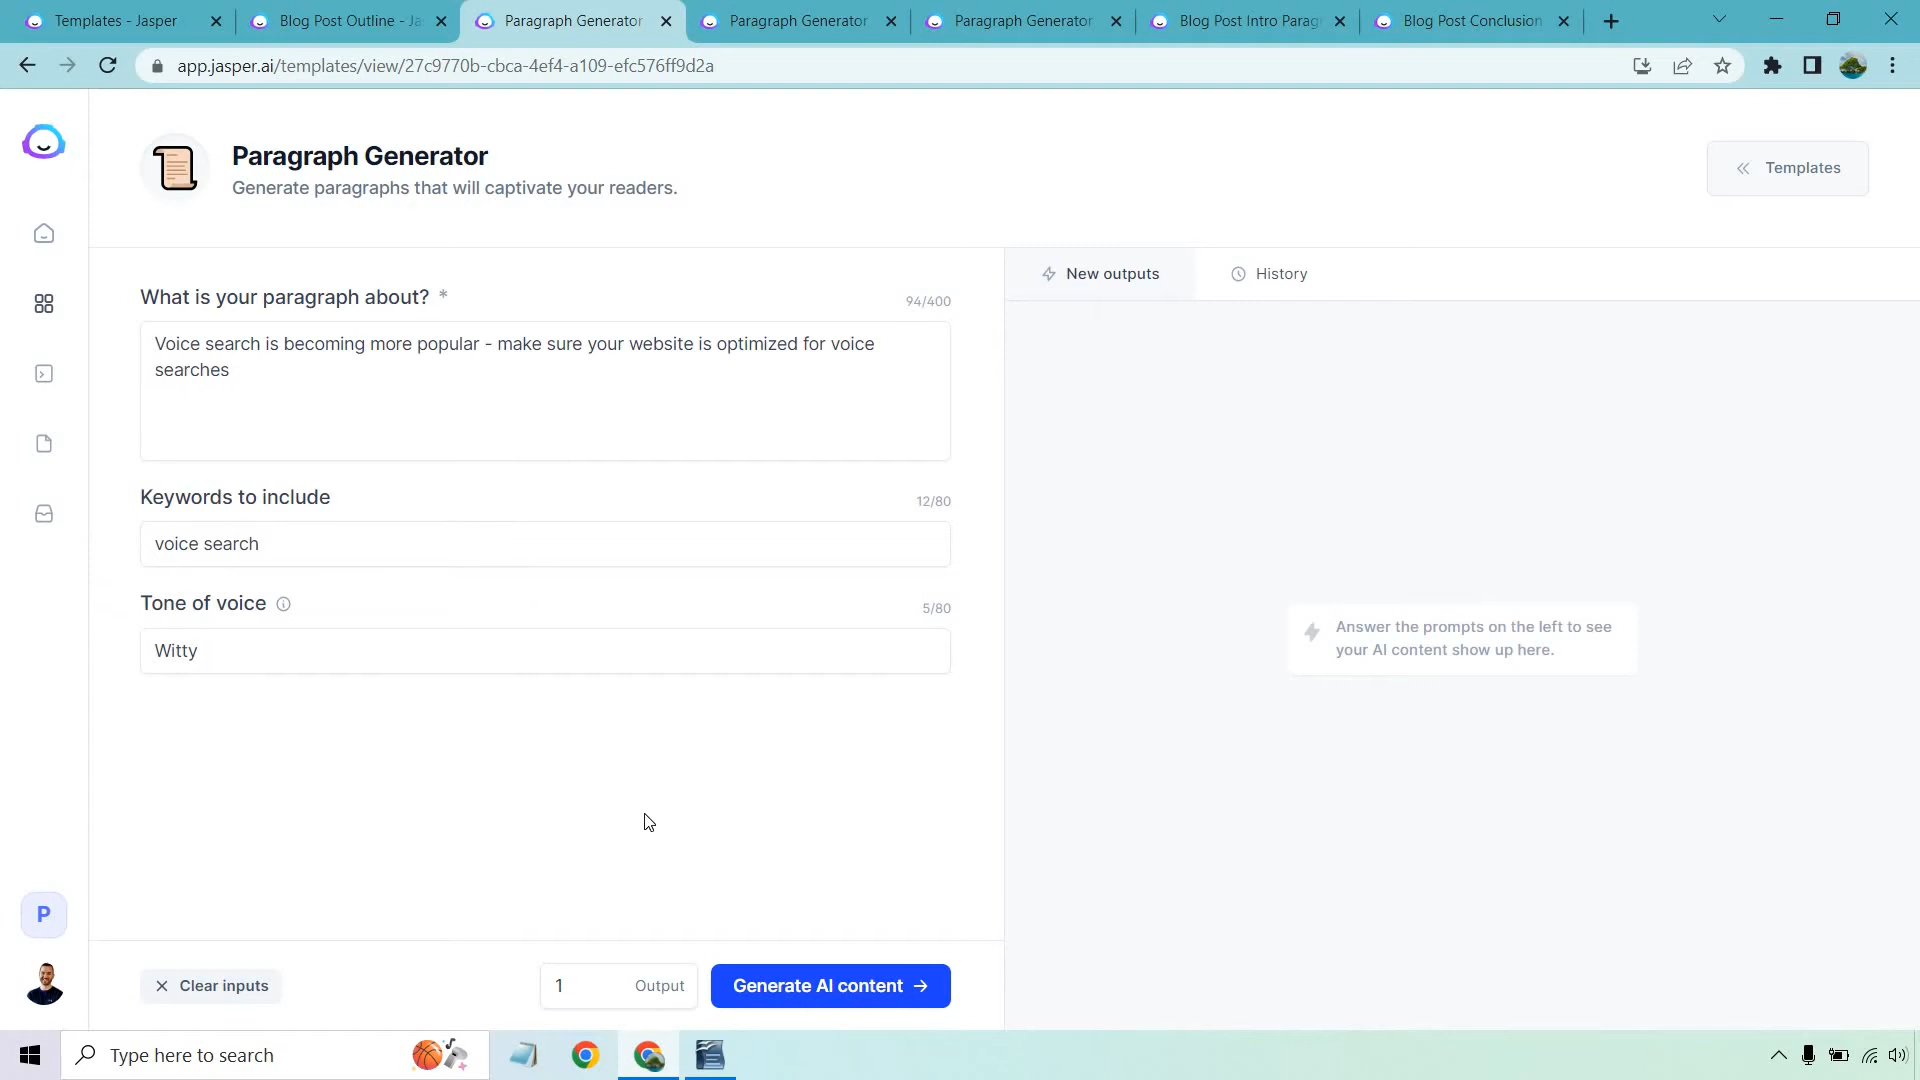 Templates - Jasper
Blog Post Outline - Ja
Paragraph Generator
Paragraph Generator
Paragraph Generator
Blog Post Intro Parag
Blog Post Conclusion
app.jasper.ai/templates/view/27c9770b-cbca-4ef4-a109-efc576ff9d2a
Paragraph Generator
Generate paragraphs that will captivate your readers.
Templates
What is your paragraph about? *
94/400
Voice search is becoming more popular - make sure your website is optimized for voice
searches
Keywords to include
12/80
voice search
Tone of voice
5/80
Witty
New outputs
History
Answer the prompts on the left to see
your AI content show up here.
P
Clear inputs
1 Output
Generate AI content →
Type here to search